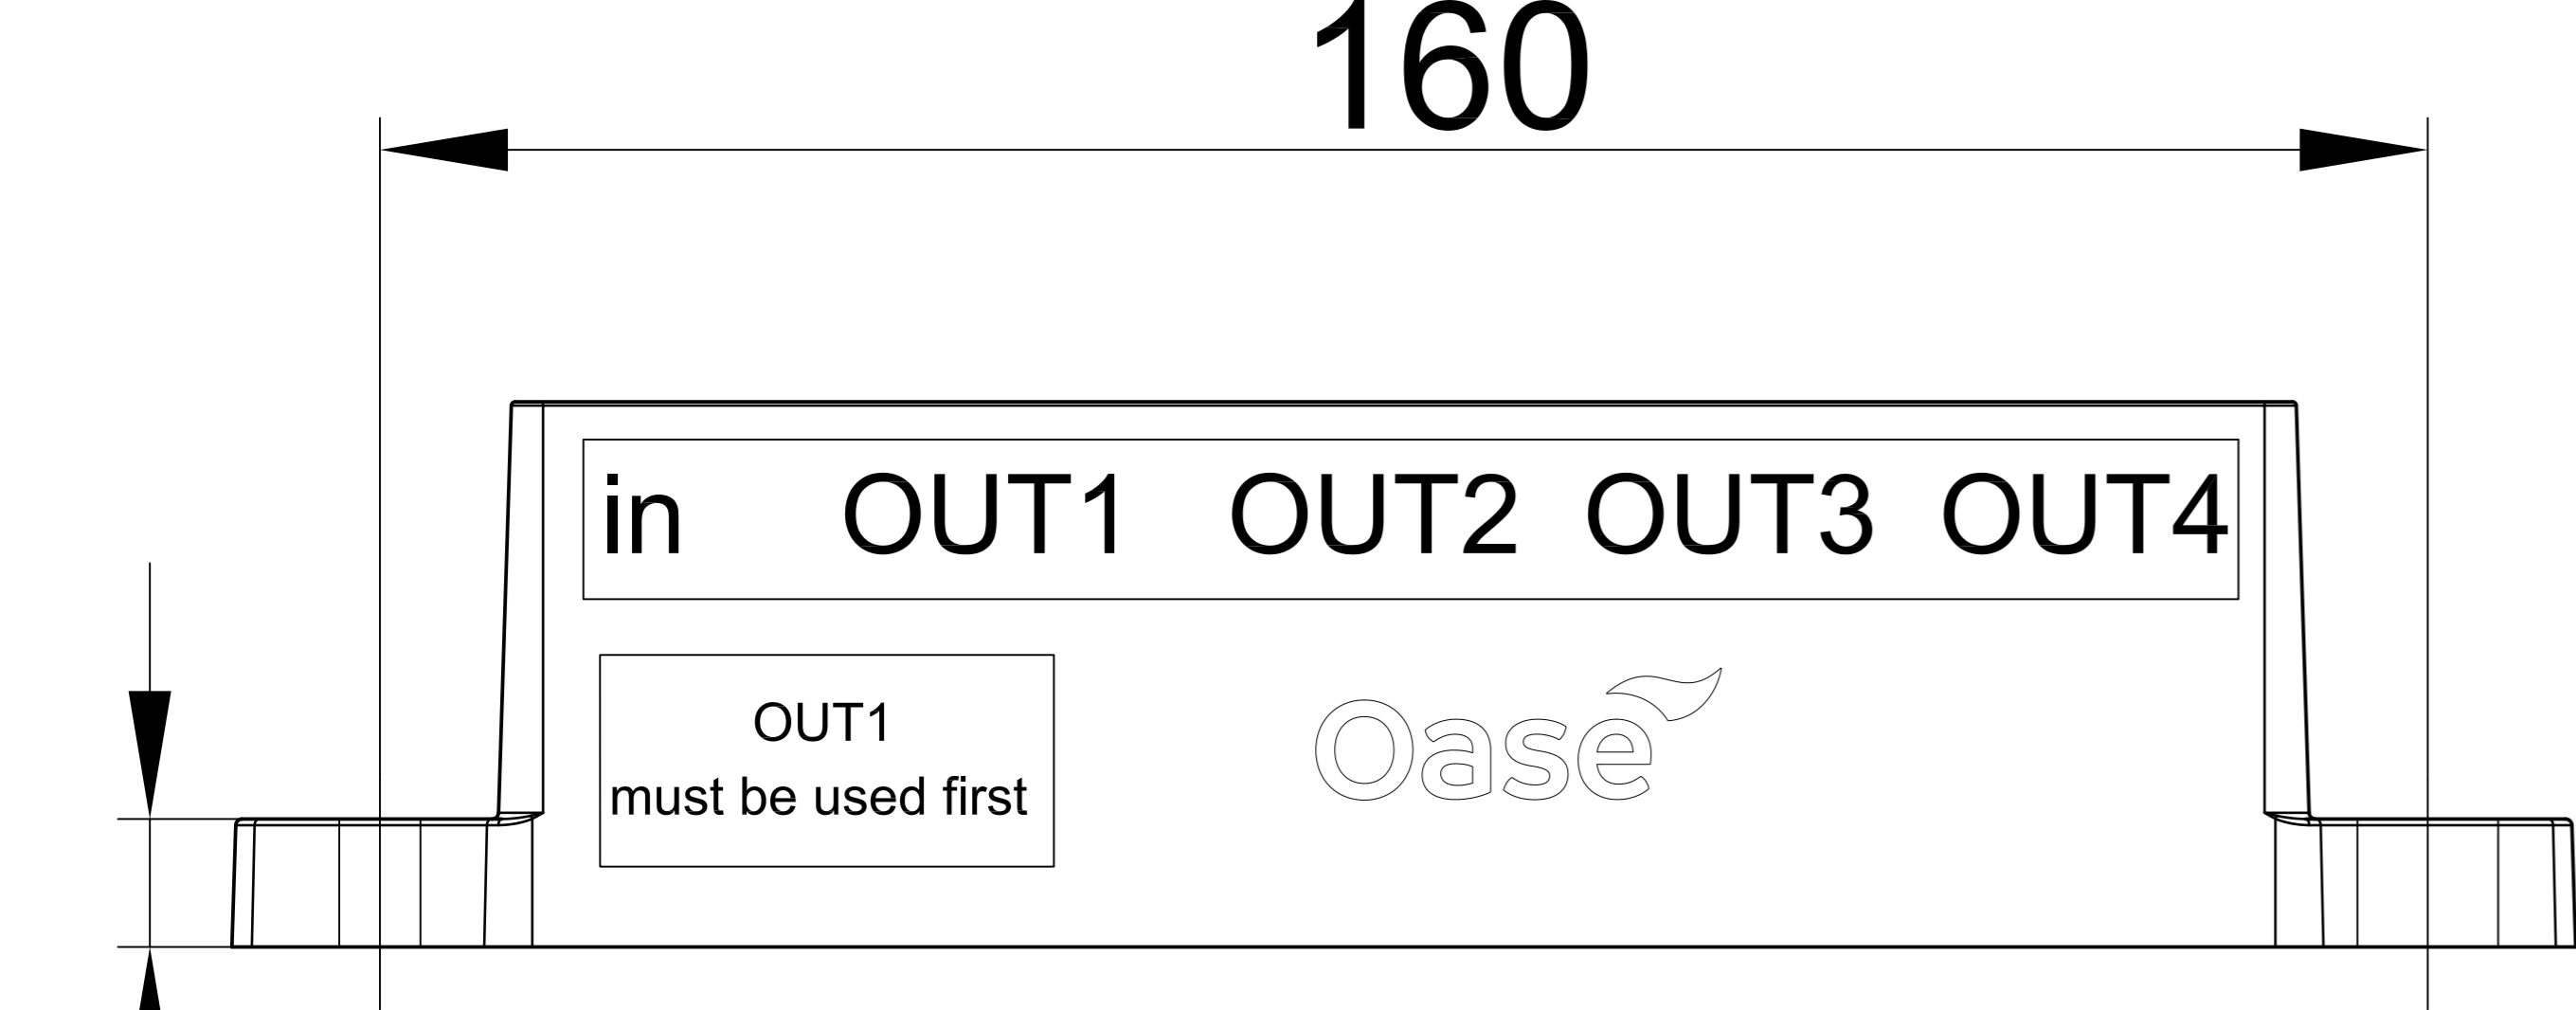 160
in OUT1 OUT2 OUT3 OUT4
OUT1
must be used first
Oase